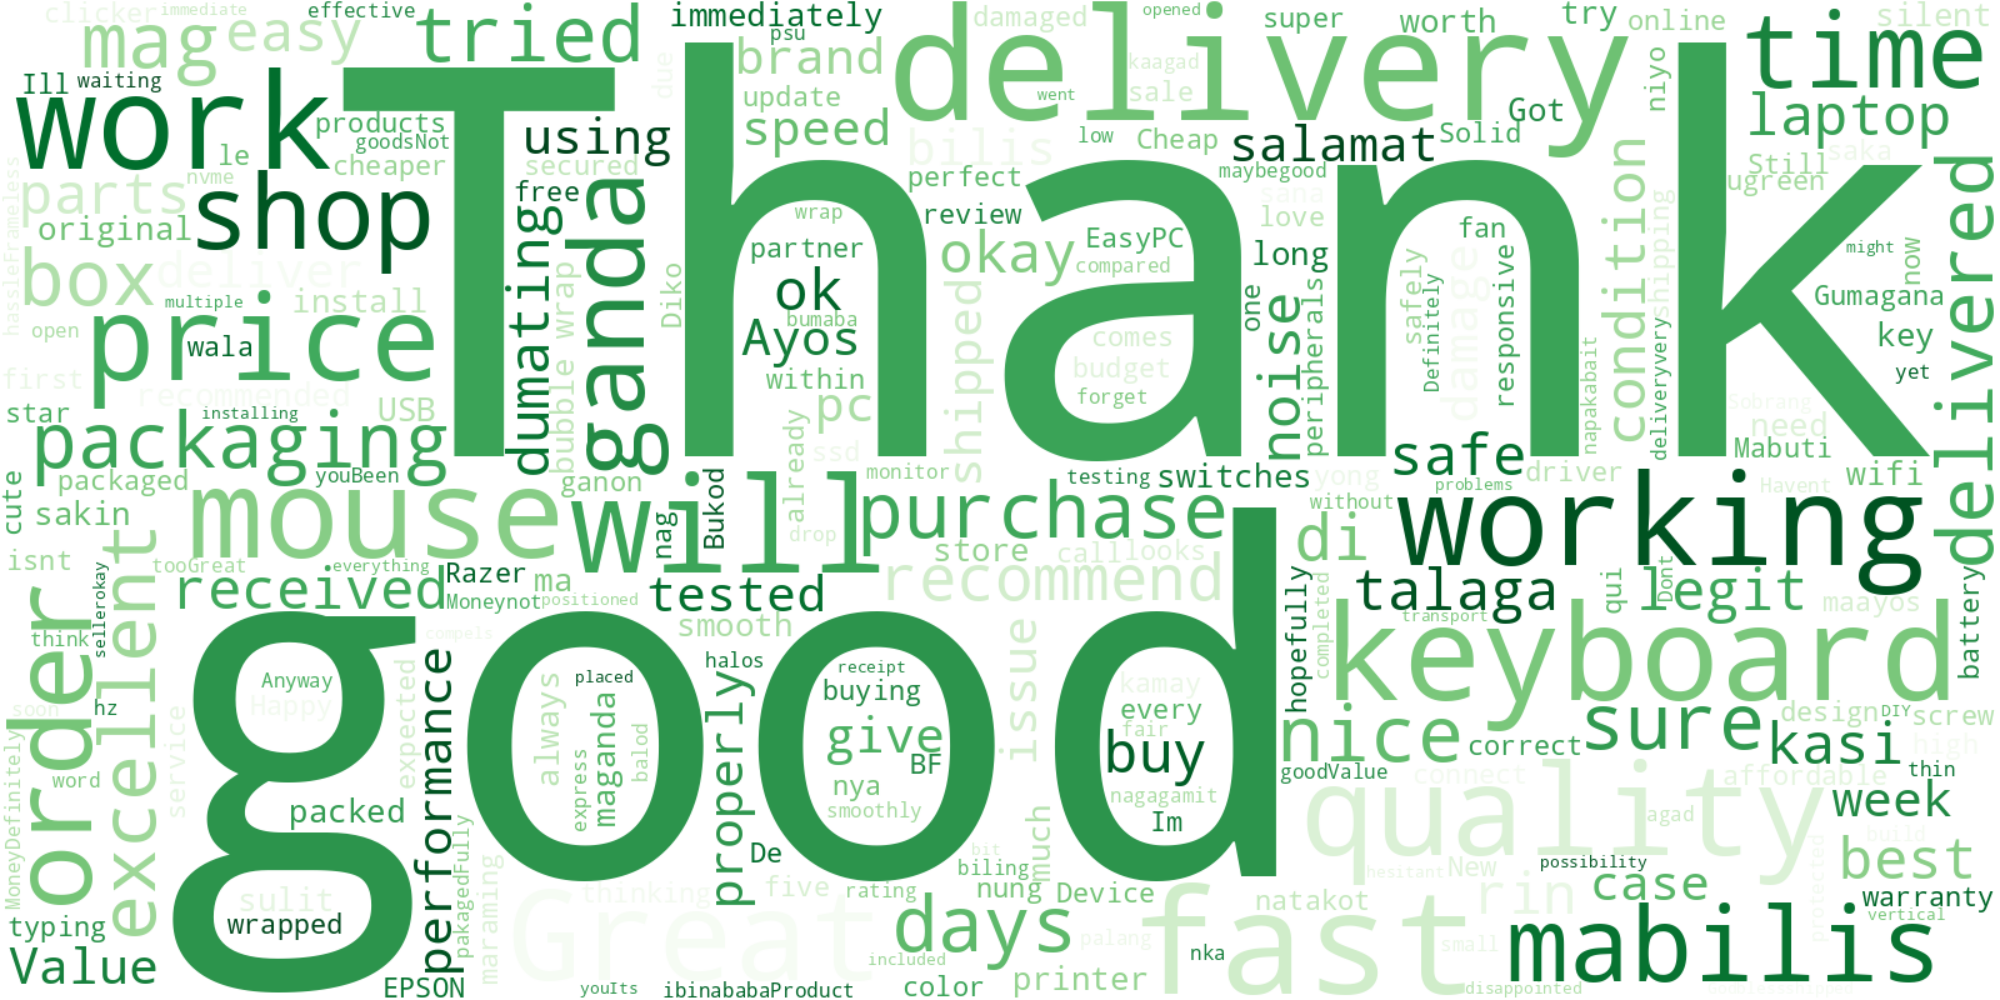 clicker
immediate
effective
tried
immediately
psu
damaged
opened
super
worth
try
online
silent
mag
easy
due
brand
delivery
kaagad
sale
went
time
Ill
waiting
work
Thank
update
speed
Got
niyo
laptop
products
goodsNot
cheaper
using
secured
bilis
low
Cheap
salamat
Solid
le
nvme
parts
shop
free
perfect
maybegood
Still
saka
ugreen
original
wrap
review
sana
love
fan
condition
shipping
delivered
hassleFrameless
box
deliver
dumating
ganda
partner
okay
EasyPC
compared
long
safely
responsive
might
now
multiple
install
bubble wrap
Diko
ok
bumaba
shipped
one
noise
peripherals
damage
Gumagana
open
price
wala
Ayos
comes
Definitely
deliveryvery
napakabait
key
first
recommended
within
budget
forget
yet
star
installing
USB
pc
Sobrang
need
packaging
already
ssd
safe
Mabuti
cute
packaged
youBeen
ganon
monitor
testing
switches
yong
driver
problems
Havent
wifi
sakin
mouse
will
nag
Bukod
drop
purchase
without
working
isnt
excellent
tooGreat
everything
store
call
looks
di
received
Razer
ma
Moneynot
positioned
tested
recommend
hopefully
completed
talaga
qui
Dont
legit
maayos
battery
order
think
sellerokay
compels
smooth
issue
transport
keyboard
good
Anyway
Happy
halos
placed
receipt
buying
kamay
every
fair
soon
hz
service
expected
performance
always
maganda
express
balod
properly
give
BF
buy
nice
correct
sure
design
DIY
screw
kasi
high
word
goodValue
connect
affordable
thin
MoneyDefinitely
packed
nya
smoothly
nagagamit
Im
quality
agad
week
build
pakagedFully
De
bit
biling
much
possibility
best
sulit
wrapped
maraming
Great
thinking
five
rating
nung
Device
hesitant
New
rin
case
protected
warranty
vertical
typing
days
palang
fast
natakot
small
mabilis
Value
EPSON
youIts
ibinababaProduct
included
color
printer
nka
disappointed